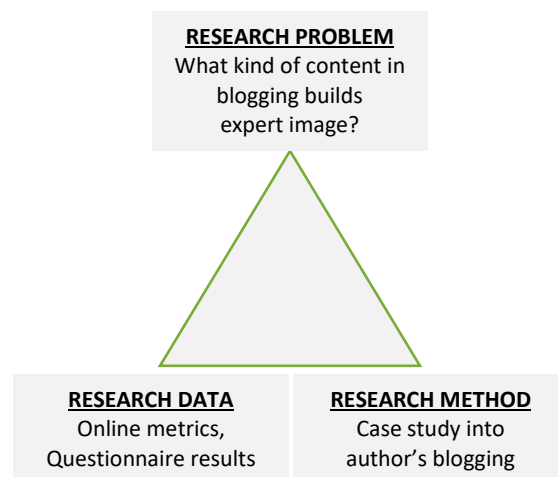 RESEARCH PROBLEM
What kind of content in
blogging builds
expert image?
RESEARCH DATA
Online metrics,
Questionnaire results
RESEARCH METHOD
Case study into
author's blogging